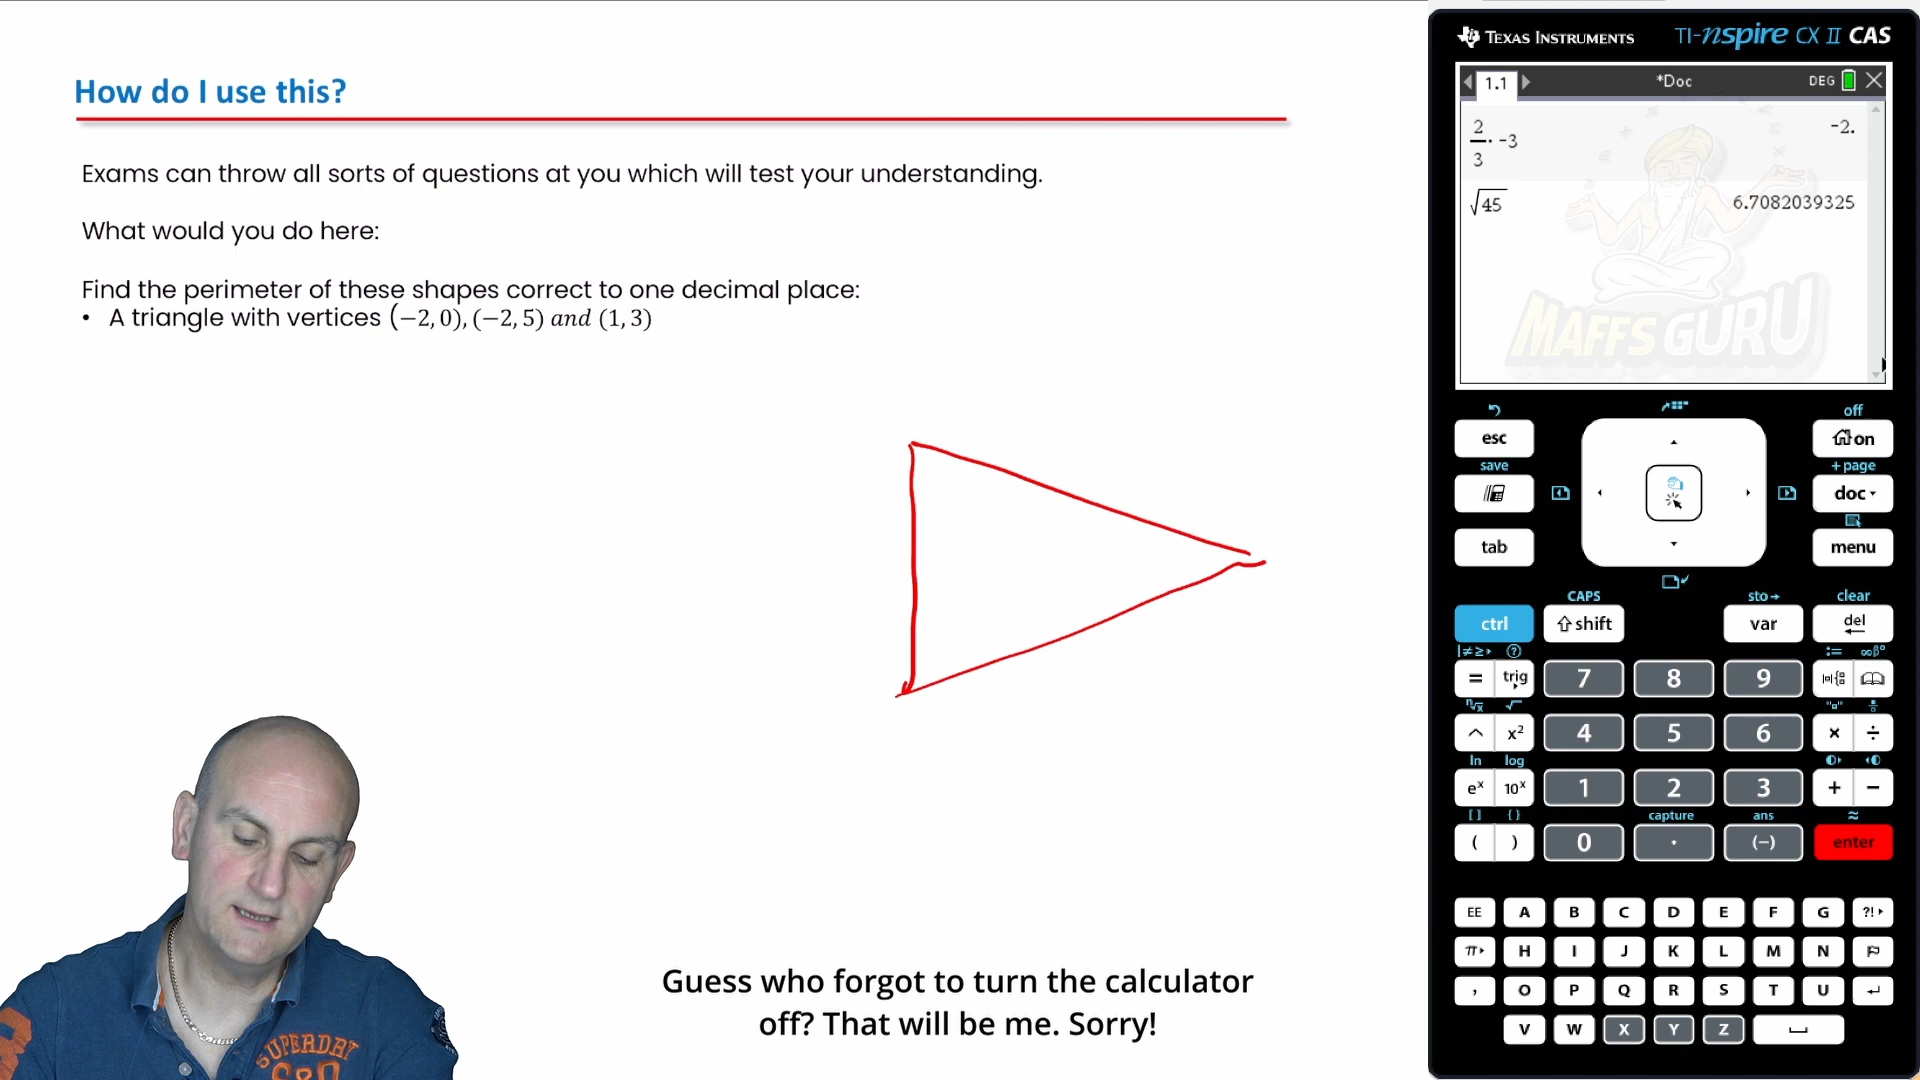 How do I use this?
Exams can throw all sorts of questions at you which will test your understanding.
What would you do here:
Find the perimeter of these shapes correct to one decimal place:
• A triangle with vertices (−2, 0), (−2, 5) and (1, 3)
Guess who forgot to turn the calculator
off? That will be me. Sorry!
SUPERDRY
TEXAS INSTRUMENTS TI-nspire CX II CAS
1.1 *Doc DEG
2/3·-3 -2.
√45 6.7082039325
MAFFS GURU
off
esc on
save + page
doc
tab menu
CAPS sto→ clear
ctrl shift var del
|≠≥▸ ? := ∞β°
= trig 7 8 9 |□|{□
ⁿ√x √
^ x² 4 5 6 × ÷
ln log
eˣ 10ˣ 1 2 3 + −
[ ] { } capture ans ≈
( ) 0 . (−) enter
EE A B C D E F G ?!▸
π▸ H I J K L M N
, O P Q R S T U ↵
V W X Y Z